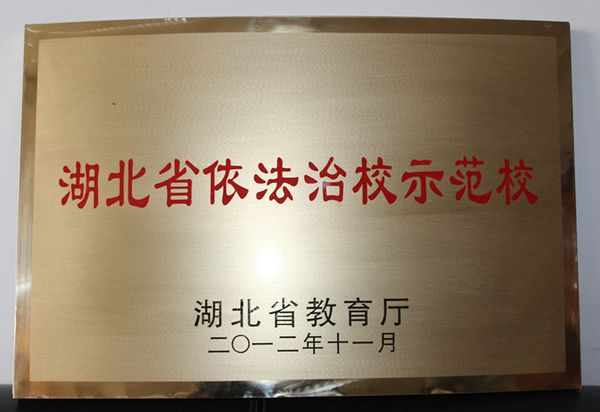 湖北省依法治校示范校
湖北省教育厅
二〇一二年十一月